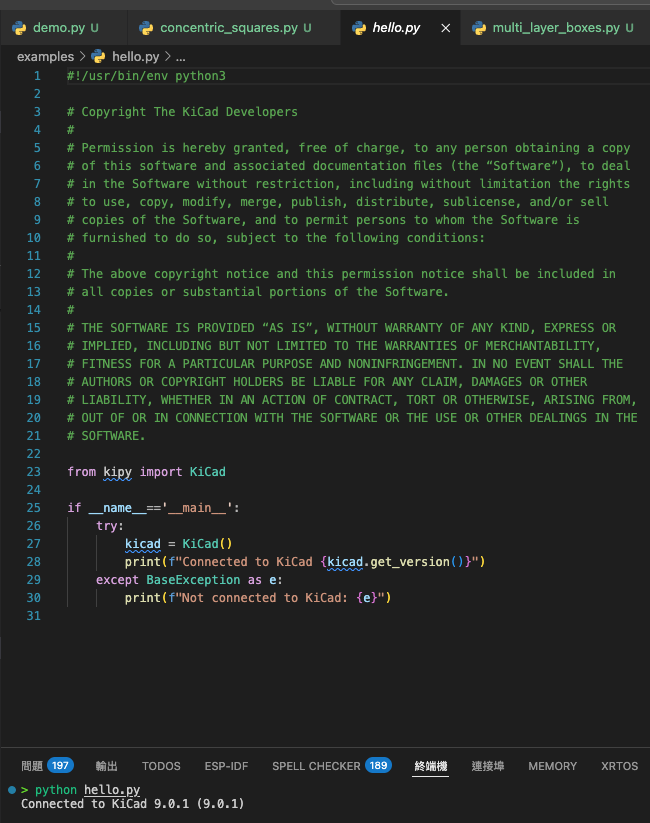 demo.py U concentric_squares.py U hello.py × multi_layer_boxes.py U
examples > hello.py > ...
1 #!/usr/bin/env python3
2
3 # Copyright The KiCad Developers
4 #
5 # Permission is hereby granted, free of charge, to any person obtaining a copy
6 # of this software and associated documentation files (the “Software”), to deal
7 # in the Software without restriction, including without limitation the rights
8 # to use, copy, modify, merge, publish, distribute, sublicense, and/or sell
9 # copies of the Software, and to permit persons to whom the Software is
10 # furnished to do so, subject to the following conditions:
11 #
12 # The above copyright notice and this permission notice shall be included in
13 # all copies or substantial portions of the Software.
14 #
15 # THE SOFTWARE IS PROVIDED “AS IS”, WITHOUT WARRANTY OF ANY KIND, EXPRESS OR
16 # IMPLIED, INCLUDING BUT NOT LIMITED TO THE WARRANTIES OF MERCHANTABILITY,
17 # FITNESS FOR A PARTICULAR PURPOSE AND NONINFRINGEMENT. IN NO EVENT SHALL THE
18 # AUTHORS OR COPYRIGHT HOLDERS BE LIABLE FOR ANY CLAIM, DAMAGES OR OTHER
19 # LIABILITY, WHETHER IN AN ACTION OF CONTRACT, TORT OR OTHERWISE, ARISING FROM,
20 # OUT OF OR IN CONNECTION WITH THE SOFTWARE OR THE USE OR OTHER DEALINGS IN THE
21 # SOFTWARE.
22
23 from kipy import KiCad
24
25 if __name__=='__main__':
26     try:
27         kicad = KiCad()
28         print(f"Connected to KiCad {kicad.get_version()}")
29     except BaseException as e:
30         print(f"Not connected to KiCad: {e}")
31
問題 197 輸出 TODOS ESP-IDF SPELL CHECKER 189 終端機 連接埠 MEMORY XRTOS
> python hello.py
Connected to KiCad 9.0.1 (9.0.1)